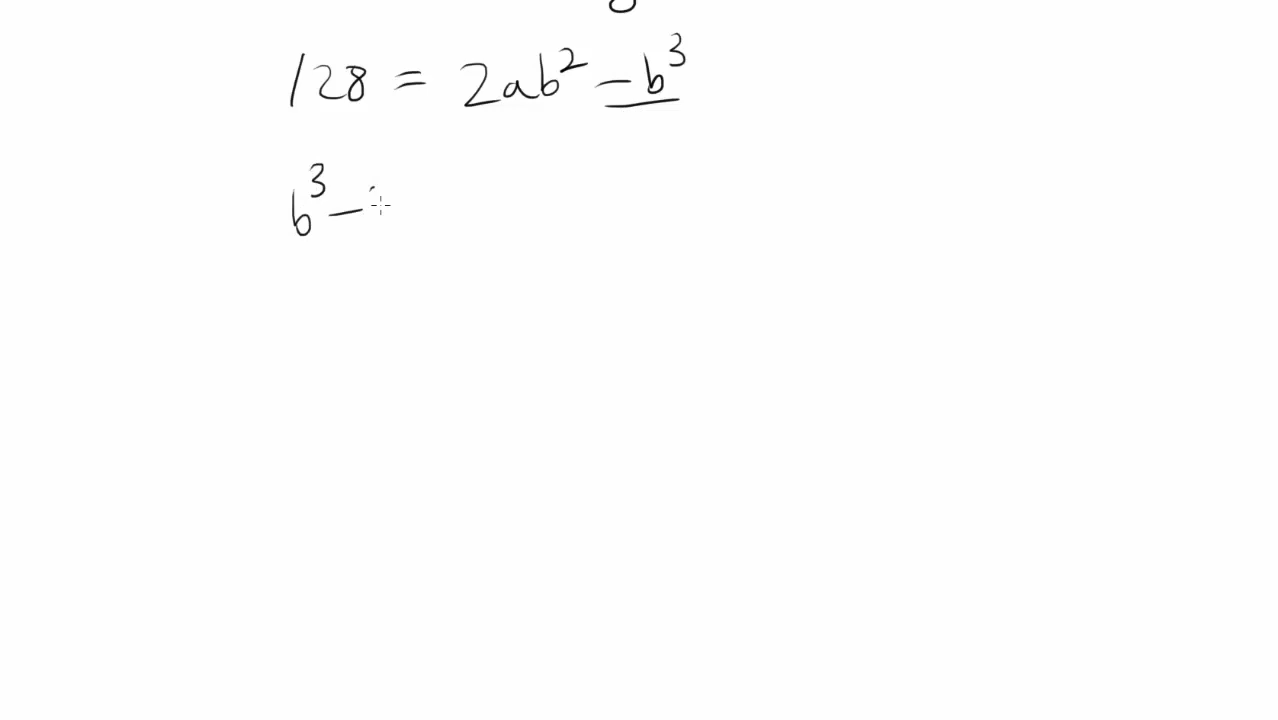 128 = 2ab² - b³
b³ -